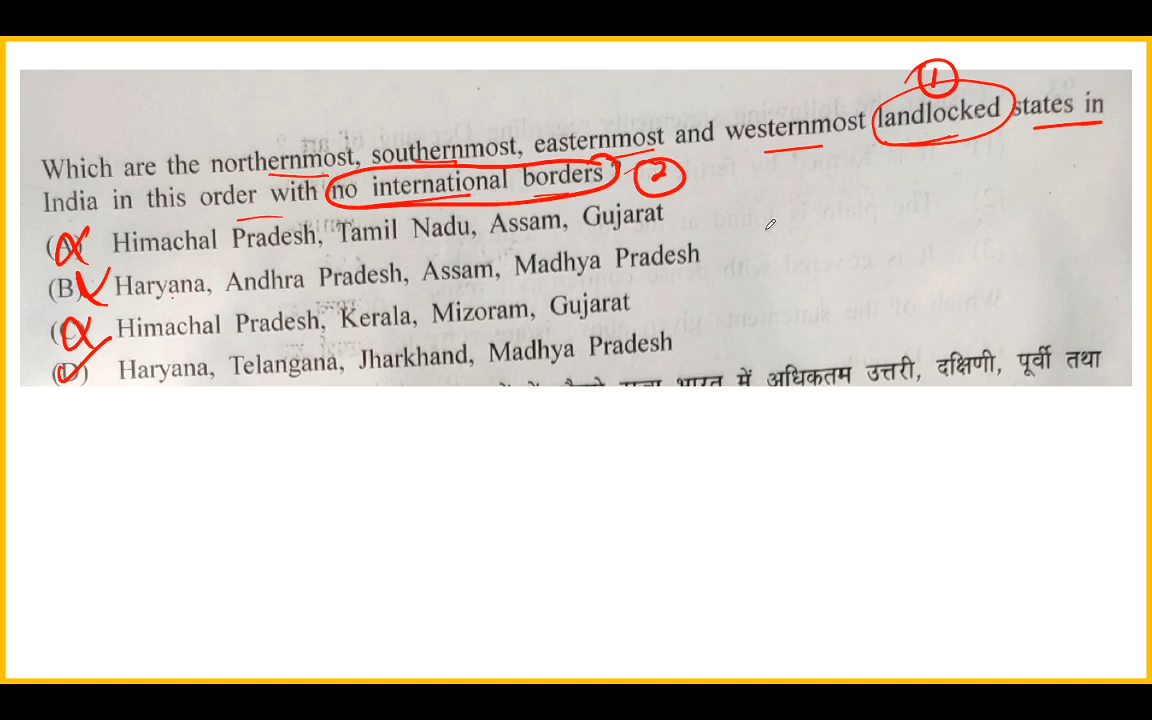 1
Which are the northernmost, southernmost, easternmost and westernmost landlocked states in
India in this order with no international borders? 2
(A) Himachal Pradesh, Tamil Nadu, Assam, Gujarat
(B) Haryana, Andhra Pradesh, Assam, Madhya Pradesh
(C) Himachal Pradesh, Kerala, Mizoram, Gujarat
(D) Haryana, Telangana, Jharkhand, Madhya Pradesh
भारत में अधिकतम उत्तरी, दक्षिणी, पूर्वी तथा